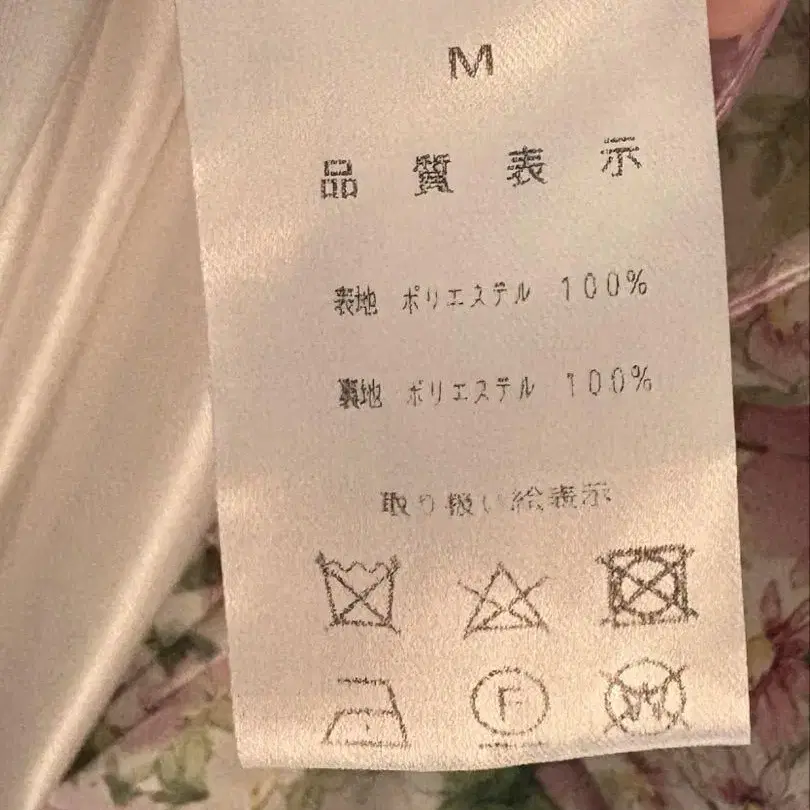 M
品質表示
表地 ポリエステル 100%
裏地 ポリエステル 100%
取り扱い絵表示
F
W